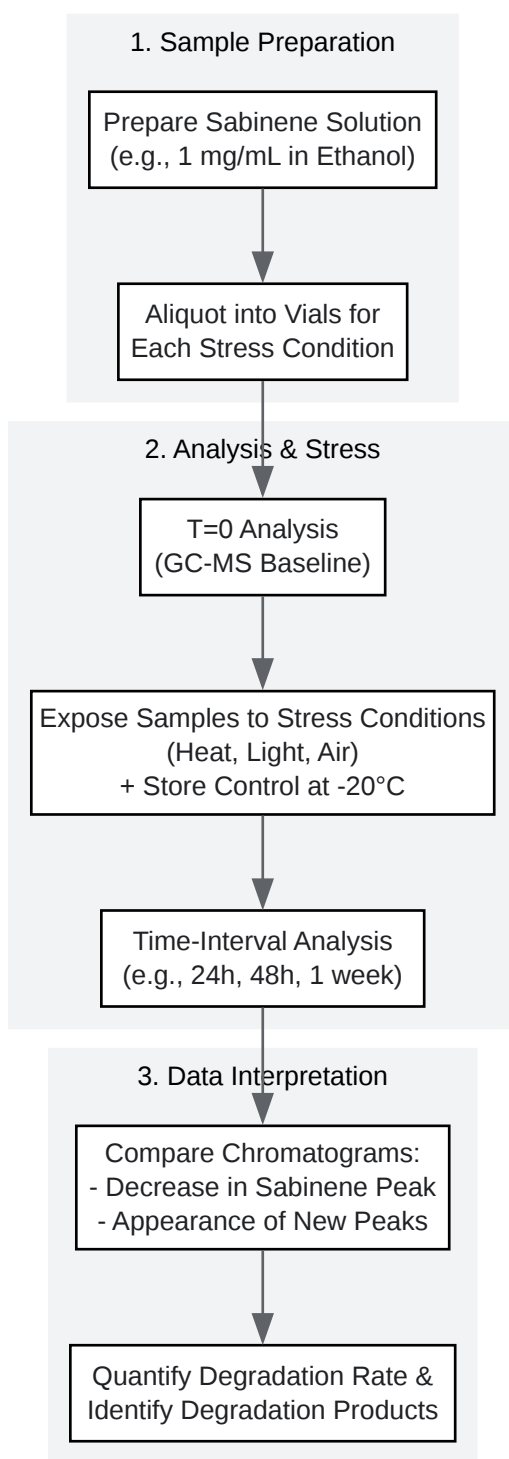 1. Sample Preparation
Prepare Sabinene Solution
(e.g., 1 mg/mL in Ethanol)
Aliquot into Vials for
Each Stress Condition
2. Analysis & Stress
T=0 Analysis
(GC-MS Baseline)
Expose Samples to Stress Conditions
(Heat, Light, Air)
+ Store Control at -20°C
Time-Interval Analysis
(e.g., 24h, 48h, 1 week)
3. Data Interpretation
Compare Chromatograms:
- Decrease in Sabinene Peak
- Appearance of New Peaks
Quantify Degradation Rate &
Identify Degradation Products